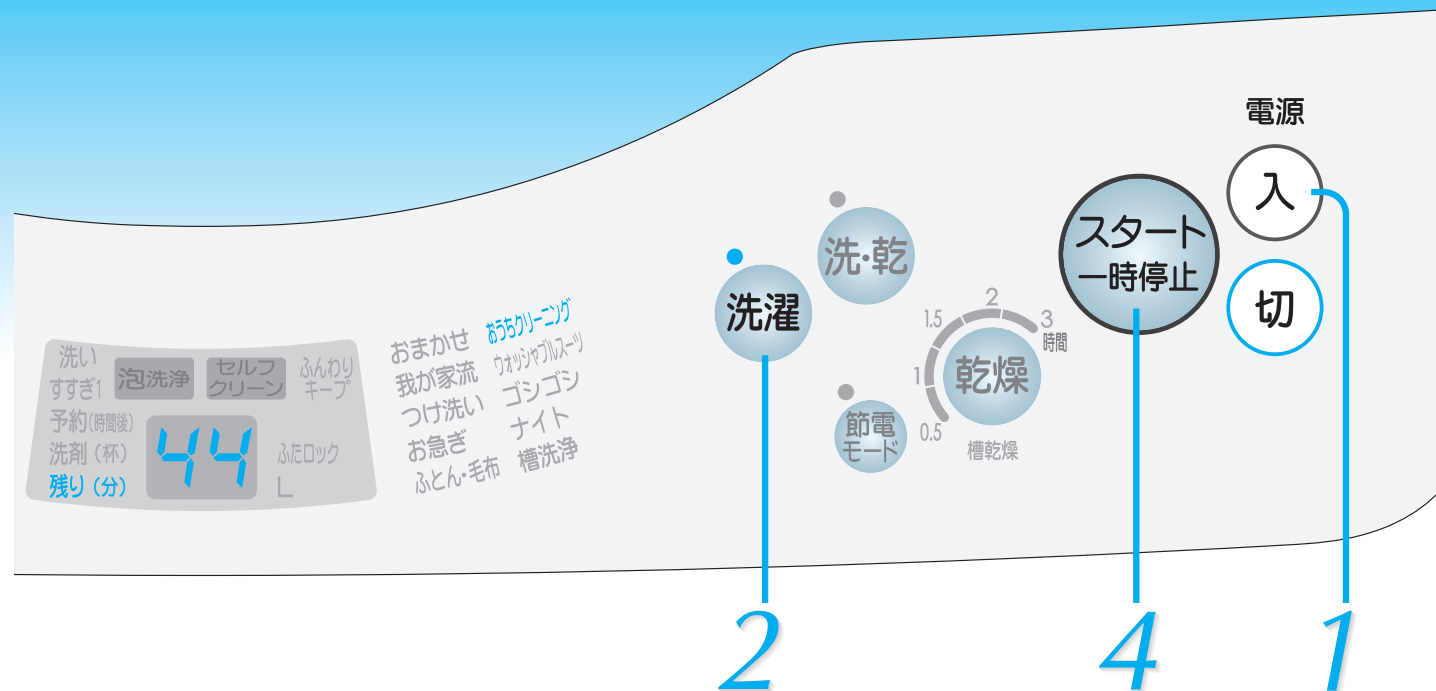 電源
入
切
スタート
一時停止
洗・乾
洗濯
乾燥
0.5
1
1.5
2
3
時間
槽乾燥
節電
モード
おまかせ おうちクリーニング
我が家流 ウォッシャブルスーツ
つけ洗い ゴシゴシ
お急ぎ ナイト
ふとん・毛布 槽洗浄
洗い
すすぎ1
泡洗浄
セルフ
クリーン
ふんわり
キープ
予約(時間後)
洗剤(杯)
残り(分)
44
ふたロック
L
2
4
1